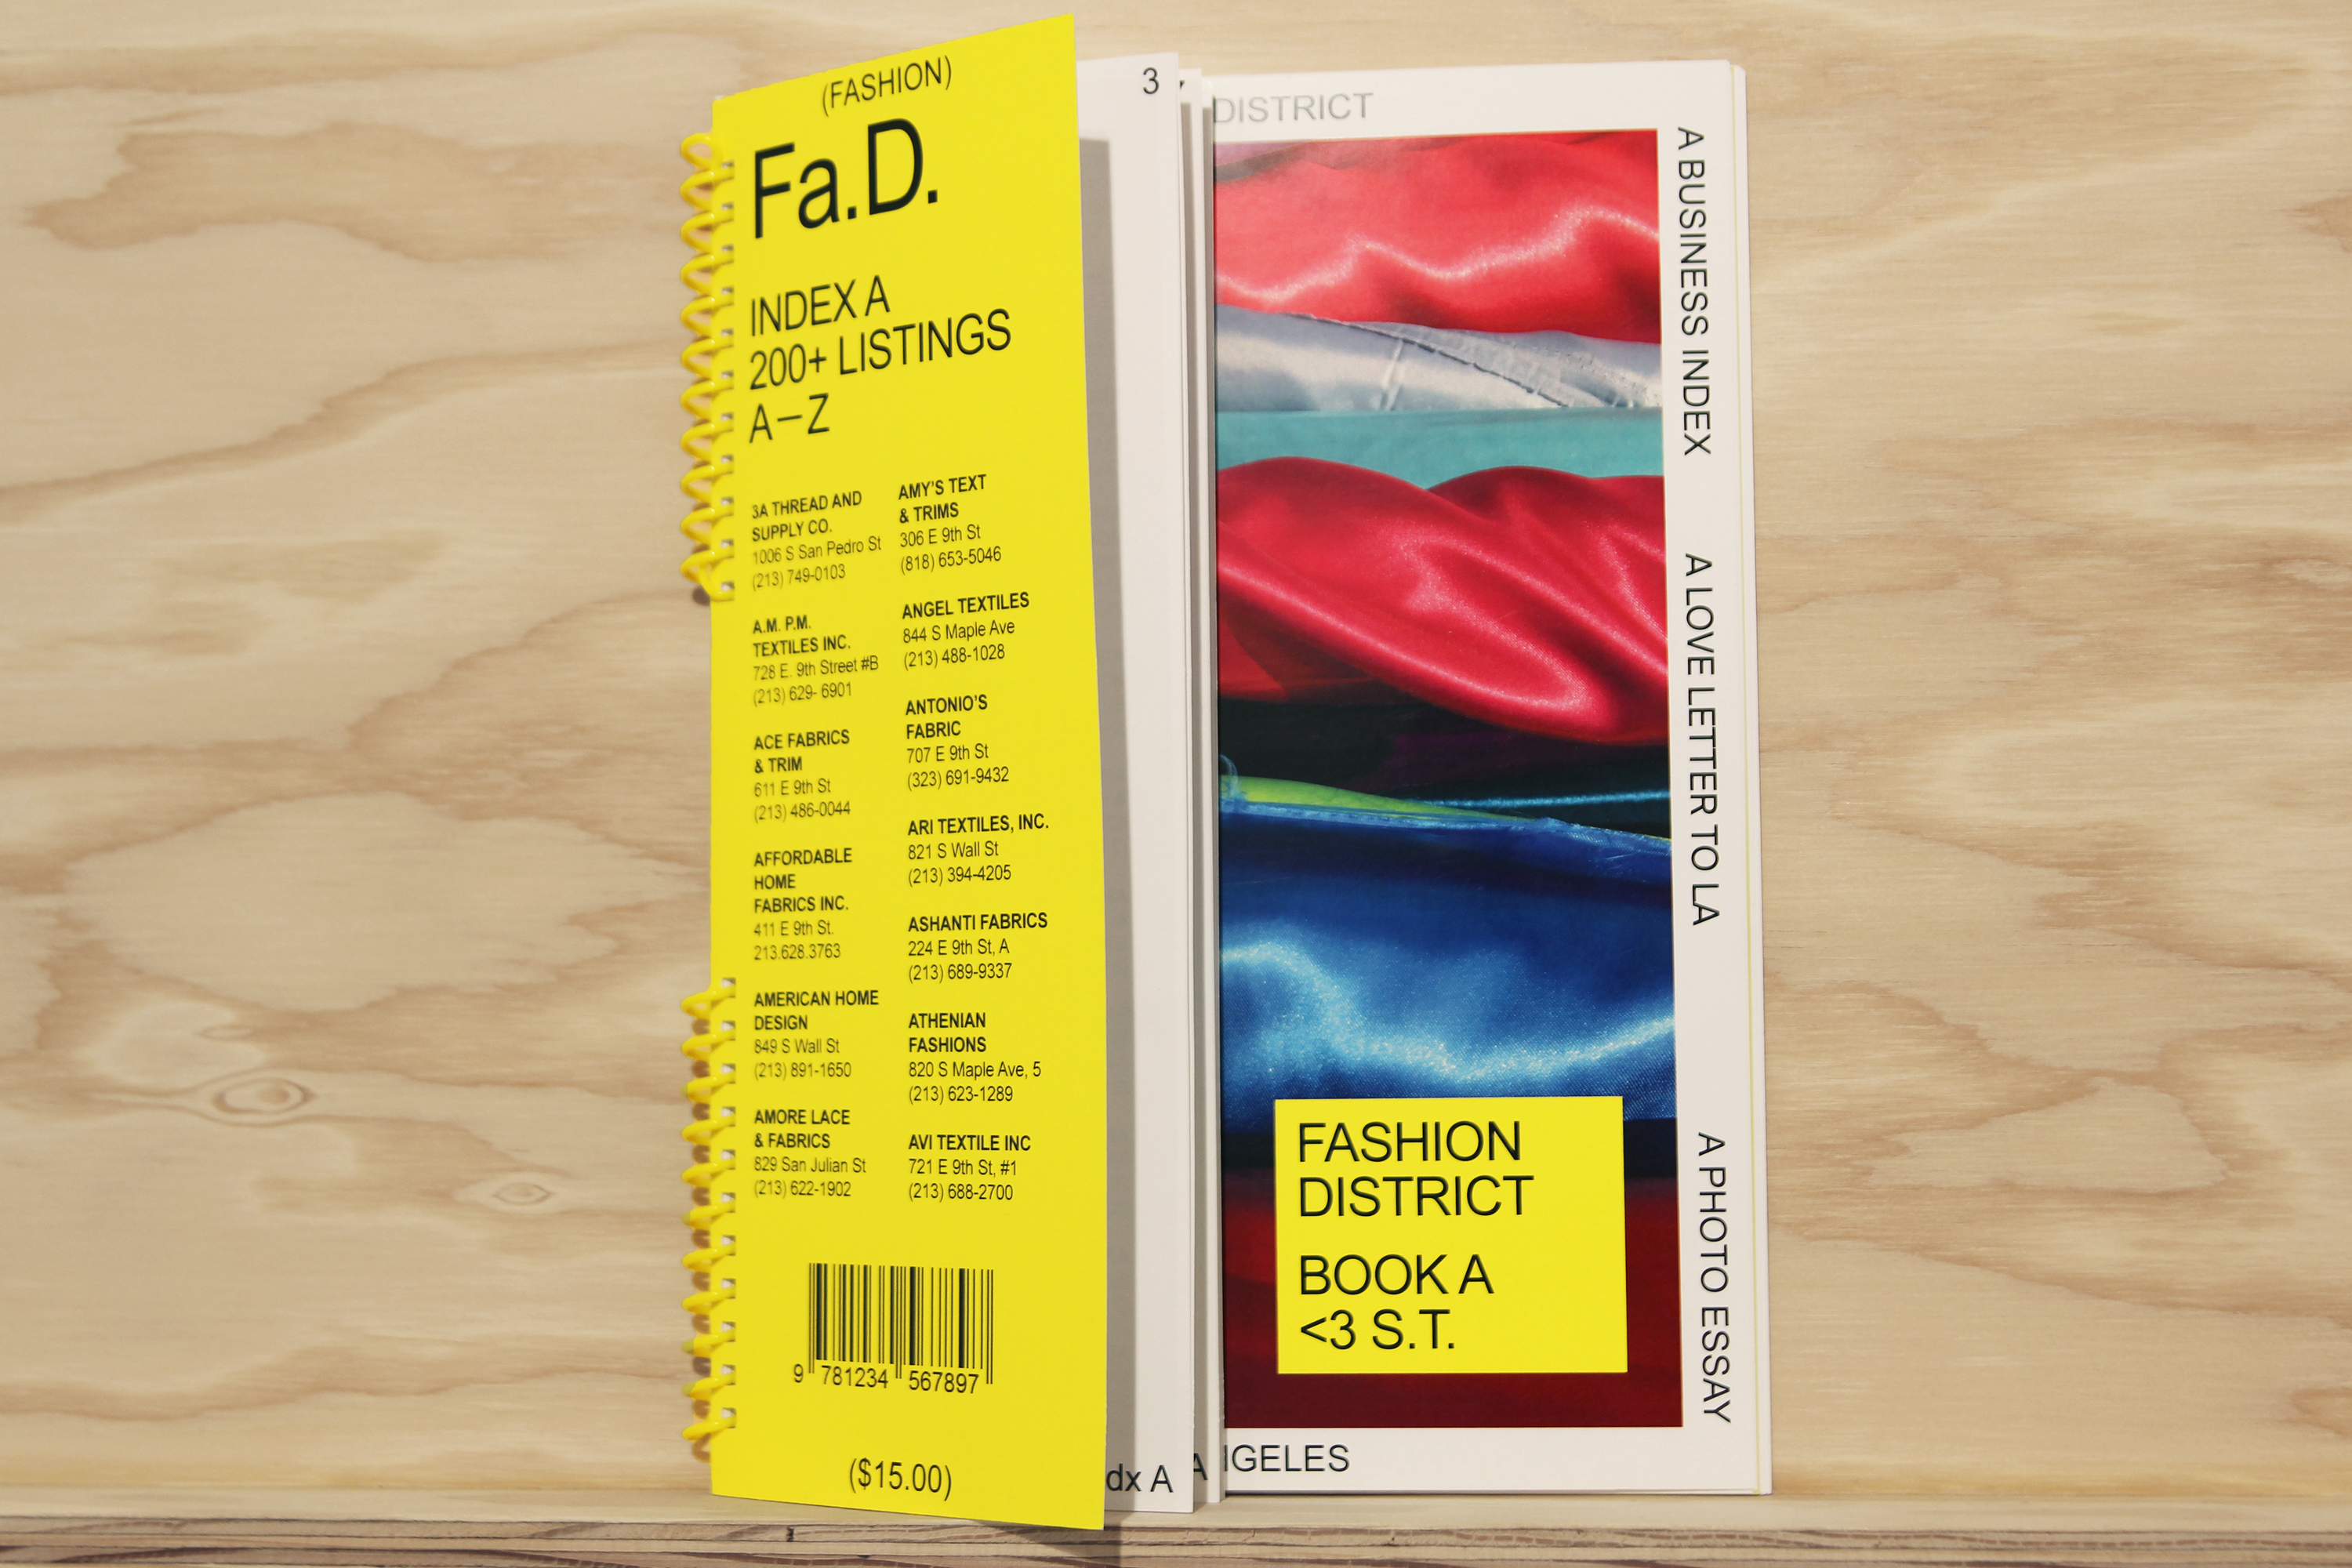 (FASHION)
Fa.D.
INDEX A
200+ LISTINGS
A–Z
3A THREAD AND
SUPPLY CO.
1006 S San Pedro St
(213) 749-0103
A.M. P.M.
TEXTILES INC.
728 E. 9th Street #B
(213) 629- 6901
ACE FABRICS
& TRIM
611 E 9th St
(213) 486-0044
AFFORDABLE
HOME
FABRICS INC.
411 E 9th St.
213.628.3763
AMERICAN HOME
DESIGN
849 S Wall St
(213) 891-1650
AMORE LACE
& FABRICS
829 San Julian St
(213) 622-1902
AMY'S TEXT
& TRIMS
306 E 9th St
(818) 653-5046
ANGEL TEXTILES
844 S Maple Ave
(213) 488-1028
ANTONIO'S
FABRIC
707 E 9th St
(323) 691-9432
ARI TEXTILES, INC.
821 S Wall St
(213) 394-4205
ASHANTI FABRICS
224 E 9th St, A
(213) 689-9337
ATHENIAN
FASHIONS
820 S Maple Ave, 5
(213) 623-1289
AVI TEXTILE INC
721 E 9th St, #1
(213) 688-2700
9 781234 567897
($15.00)
3
dx A
A
DISTRICT
FASHION
DISTRICT
BOOK A
<3 S.T.
IGELES
A BUSINESS INDEX
A LOVE LETTER TO LA
A PHOTO ESSAY